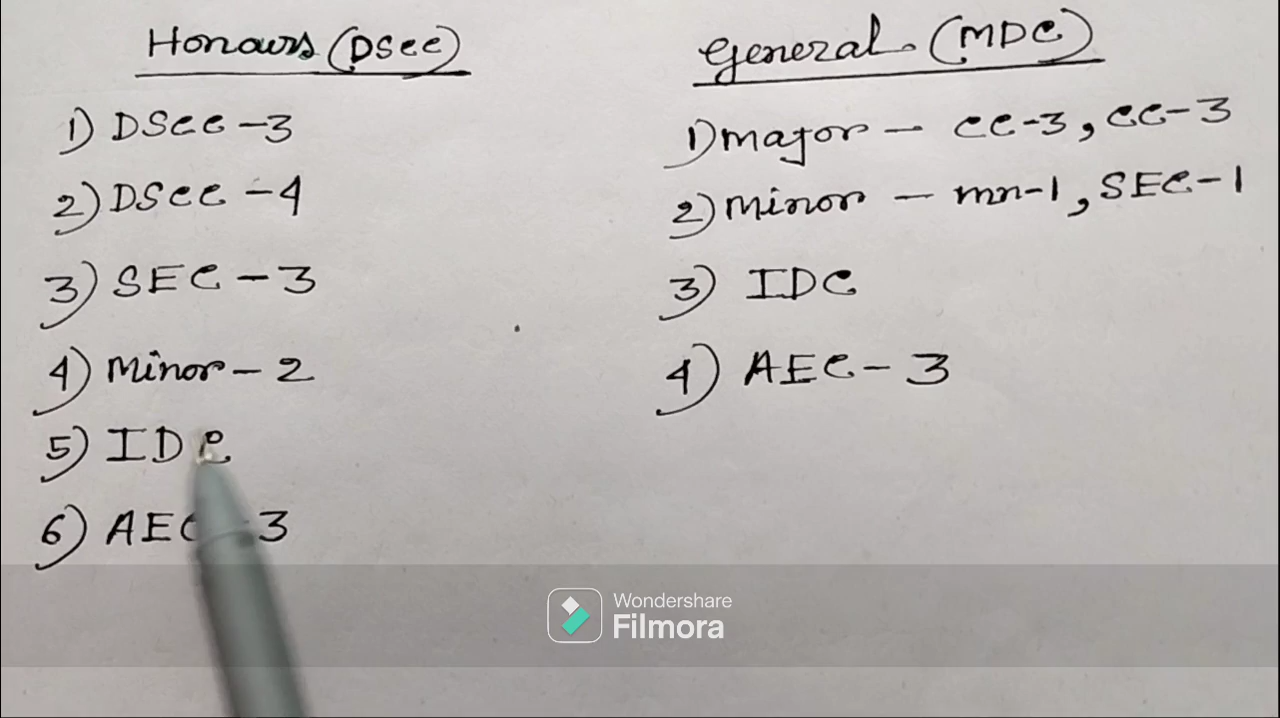 Honours (DSCC)
1) DSCC - 3
2) DSCC - 4
3) SEC - 3
4) Minor - 2
5) IDC
6) AEC - 3
General. (MDC)
1) major - CC-3, CC-3
2) minor - mn-1, SEC-1
3) IDC
4) AEC - 3
Wondershare
Filmora